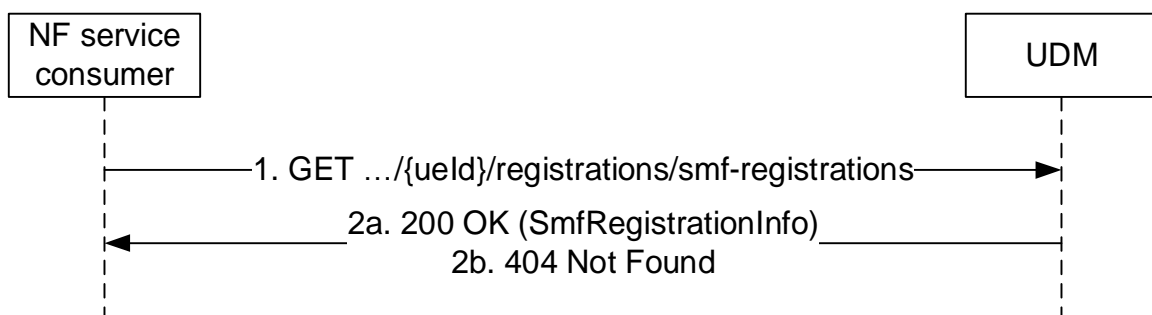 NF service
consumer
UDM
1. GET …/{ueId}/registrations/smf-registrations
2a. 200 OK (SmfRegistrationInfo)
2b. 404 Not Found